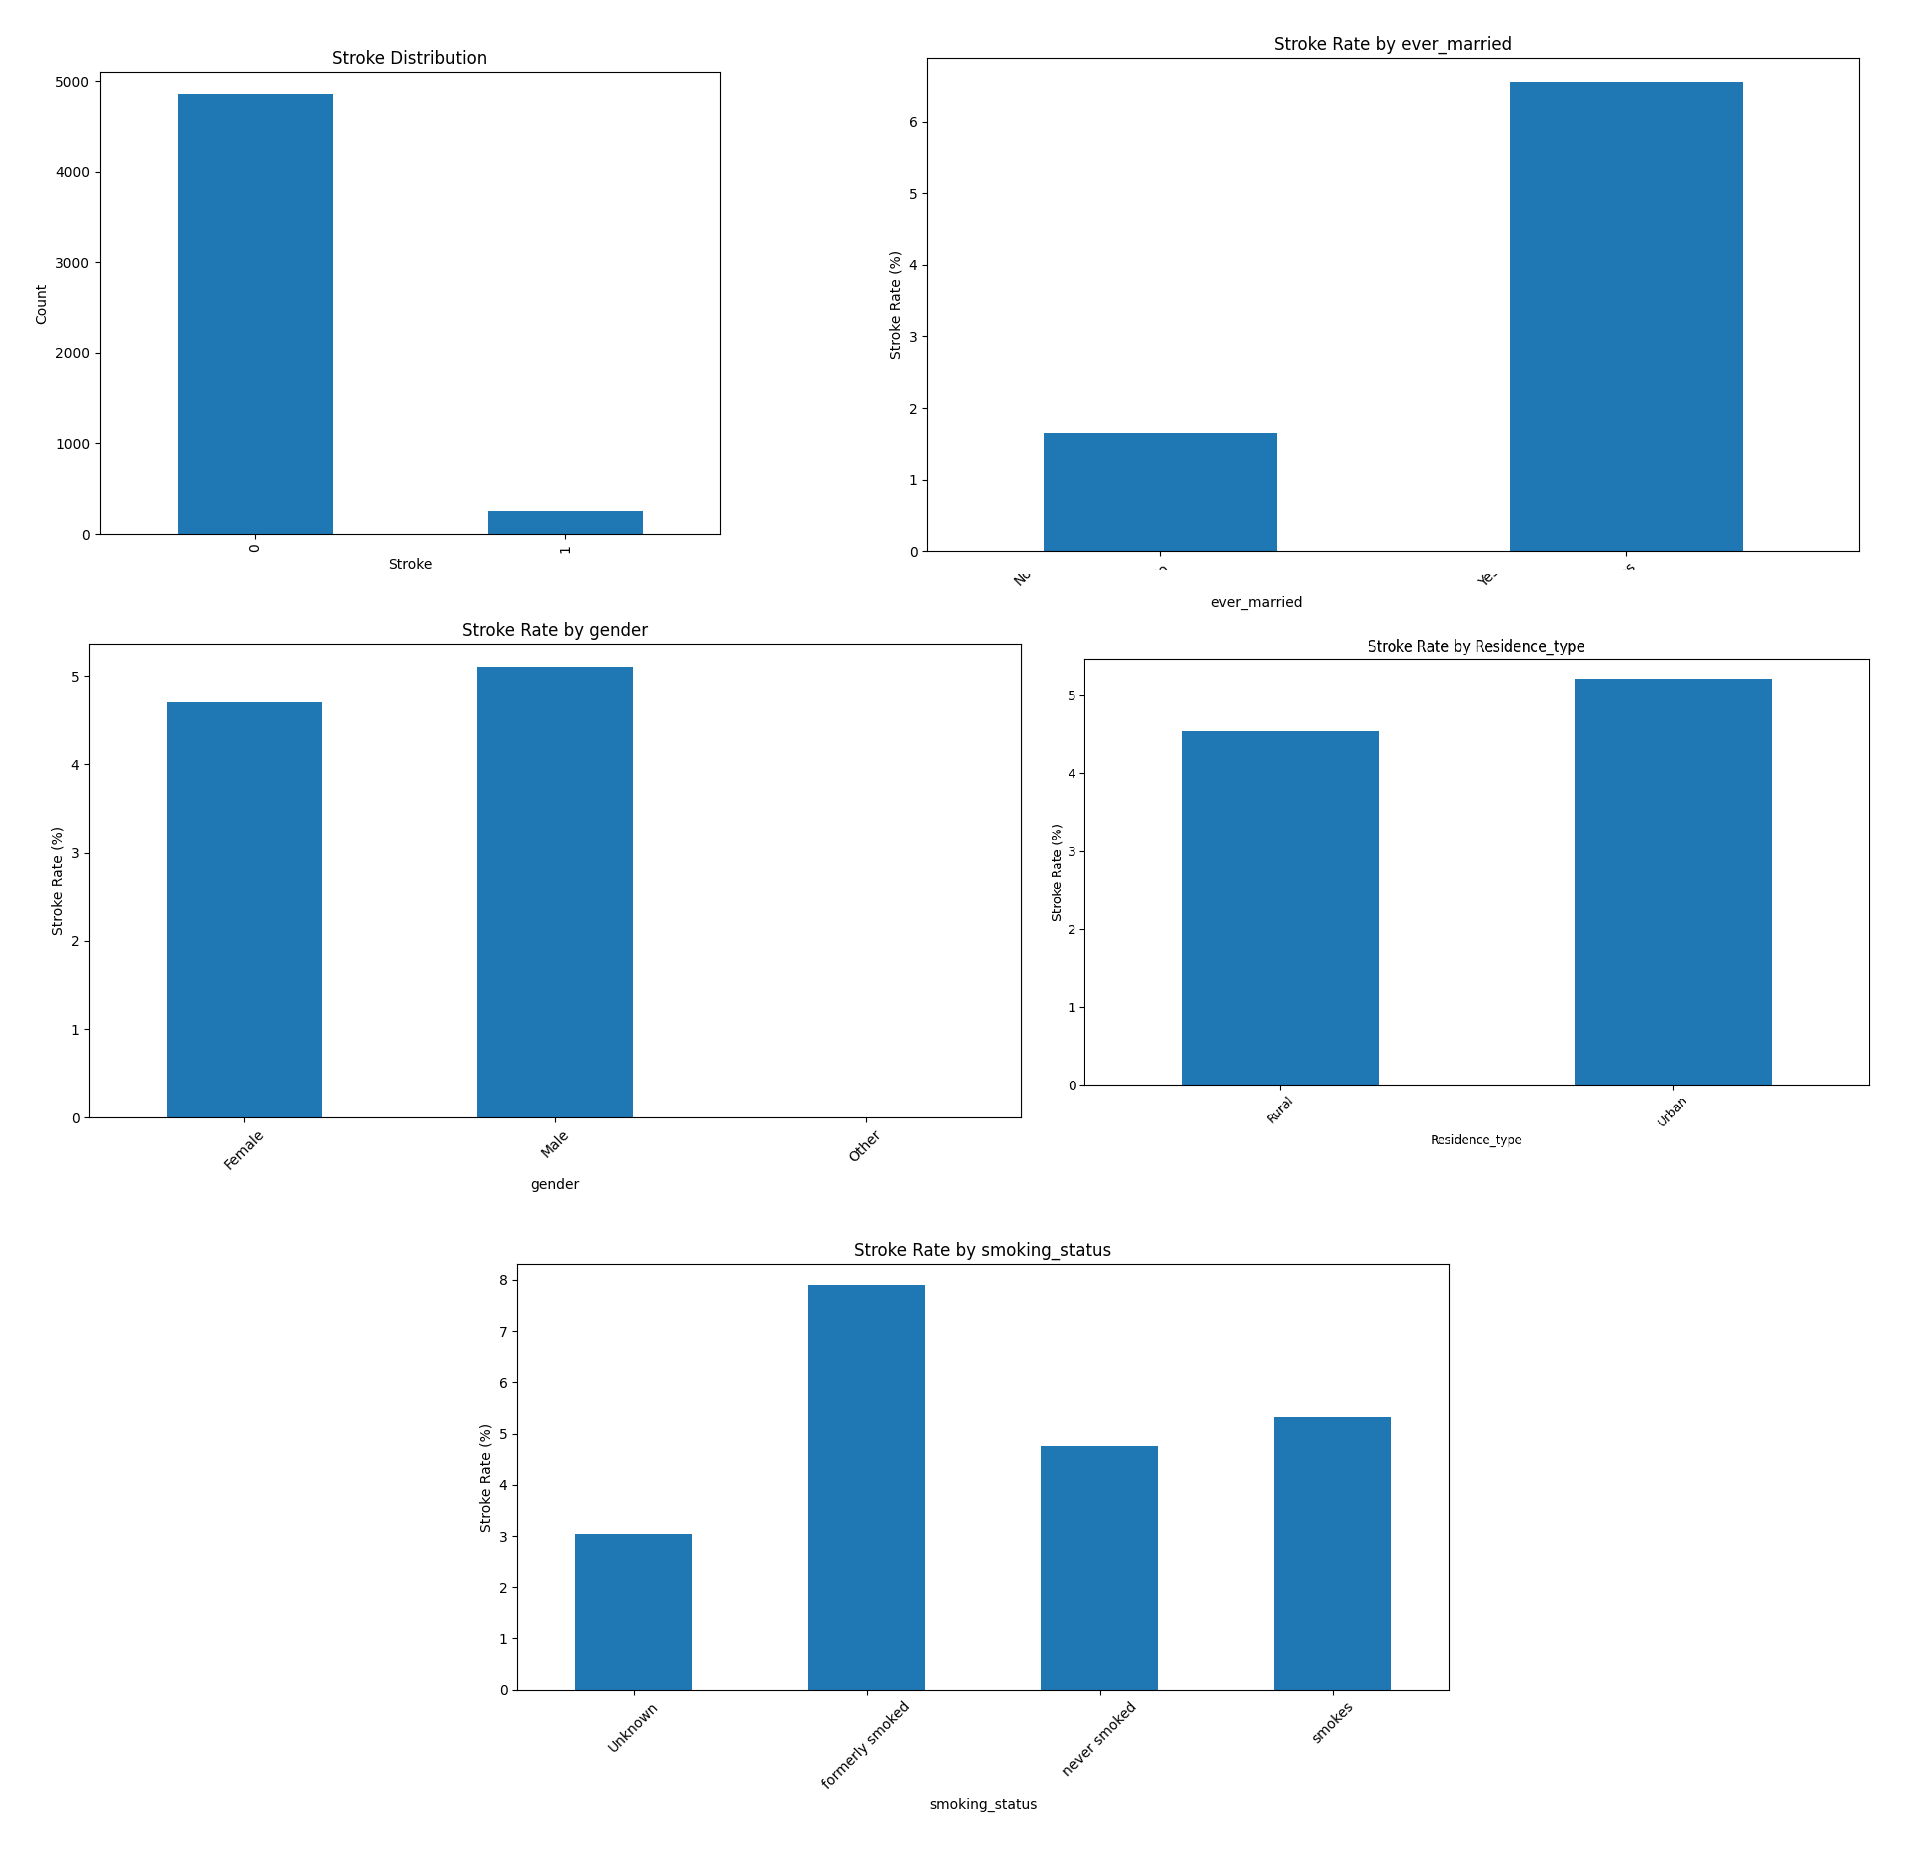 Stroke Distribution
5000
4000
3000
2000
1000
0
Count
0
1
Stroke
Stroke Rate by ever_married
6
5
4
3
2
1
0
Stroke Rate (%)
ever_married
Stroke Rate by gender
5
4
3
2
1
0
Stroke Rate (%)
Female
Male
Other
gender
Stroke Rate by Residence_type
5
4
3
2
1
0
Stroke Rate (%)
Rural
Urban
Residence_type
Stroke Rate by smoking_status
8
7
6
5
4
3
2
1
0
Stroke Rate (%)
Unknown
formerly smoked
never smoked
smokes
smoking_status